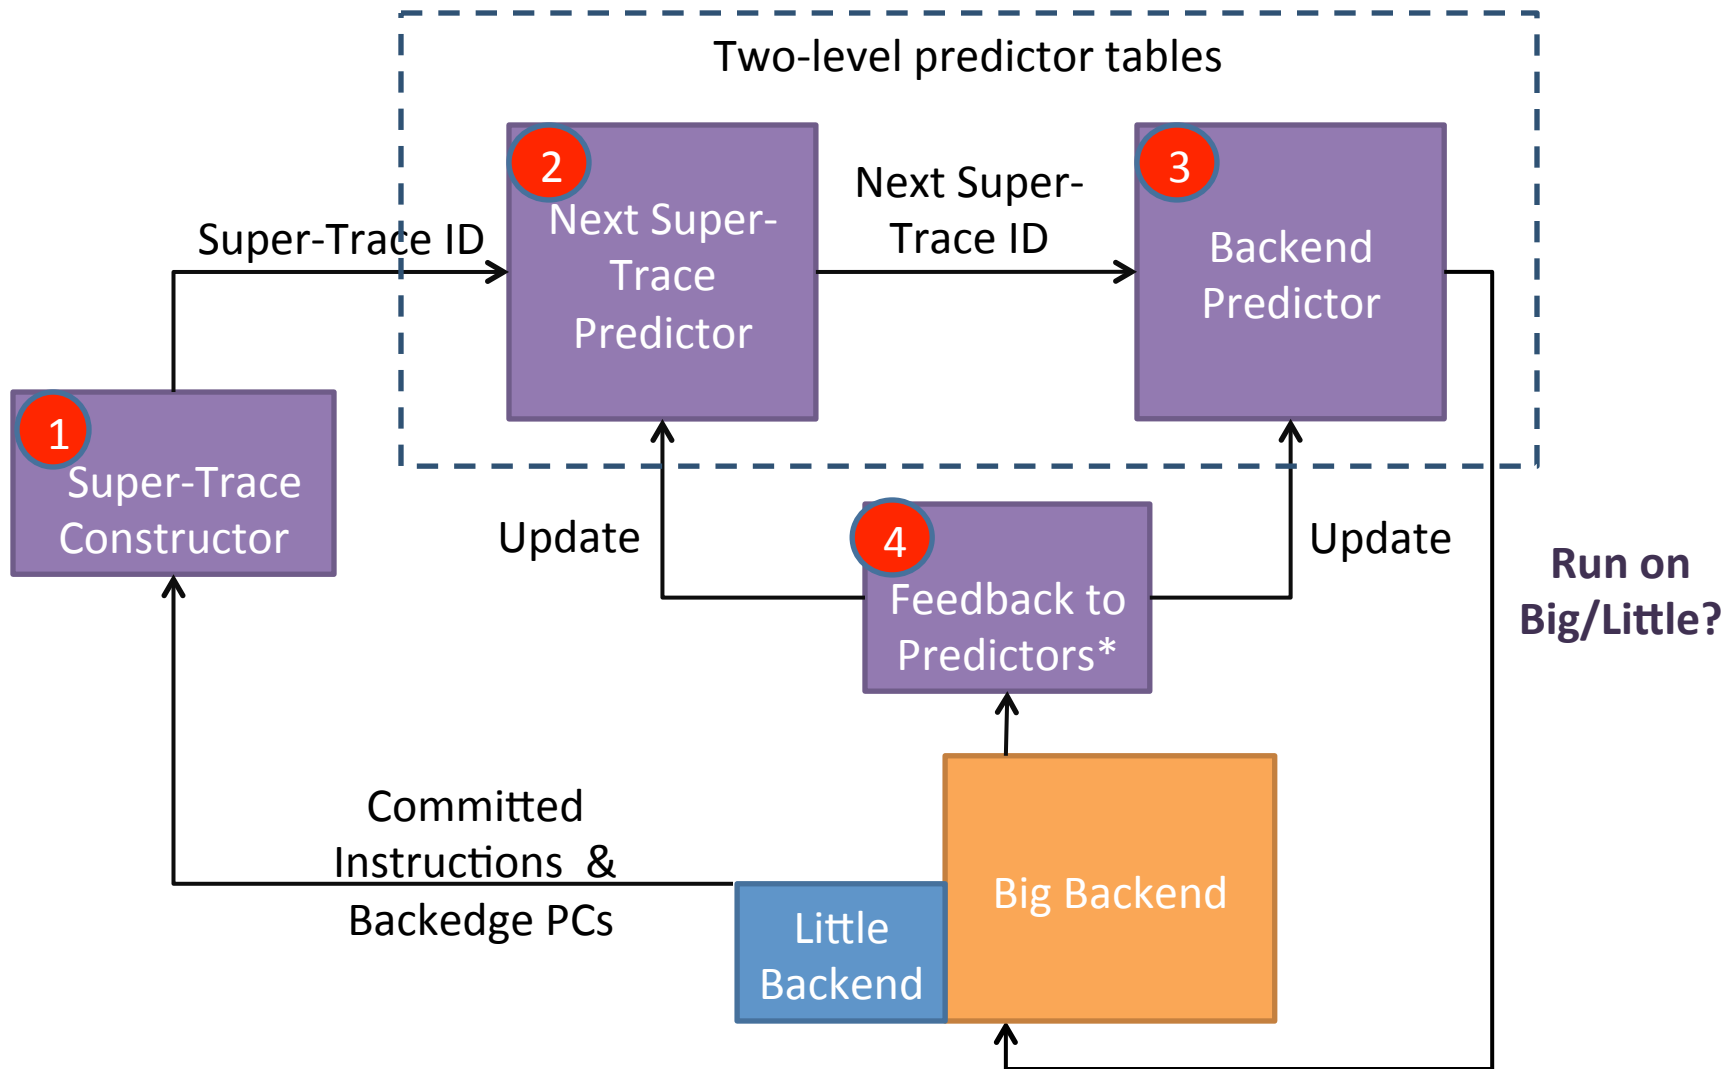 Two-level predictor tables
2
Next Super-
Trace
Predictor
Next Super-
Trace ID
3
Backend
Predictor
Super-Trace ID
1
Super-Trace
Constructor
Update
4
Feedback to
Predictors*
Update
Run on
Big/Little?
Committed
Instructions &
Backedge PCs
Little
Backend
Big Backend